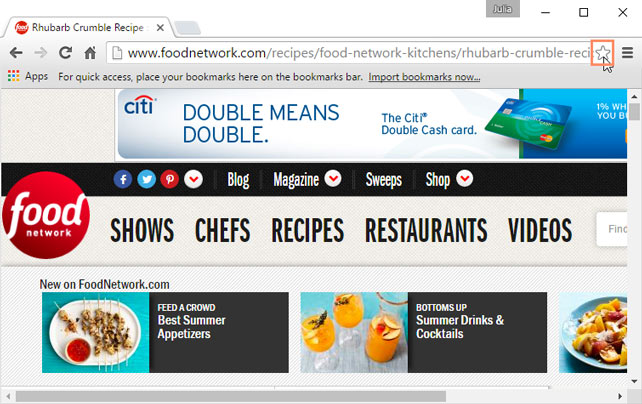 Julia
Rhubarb Crumble Recipe
www.foodnetwork.com/recipes/food-network-kitchens/rhubarb-crumble-reci
Apps For quick access, place your bookmarks here on the bookmarks bar. Import bookmarks now...
citi
DOUBLE MEANS
DOUBLE.
The Citi®
Double Cash card.
citi
1% WH
YOU B
food
network
Blog Magazine Sweeps Shop
SHOWS CHEFS RECIPES RESTAURANTS VIDEOS
Find
New on FoodNetwork.com
FEED A CROWD
Best Summer
Appetizers
BOTTOMS UP
Summer Drinks &
Cocktails